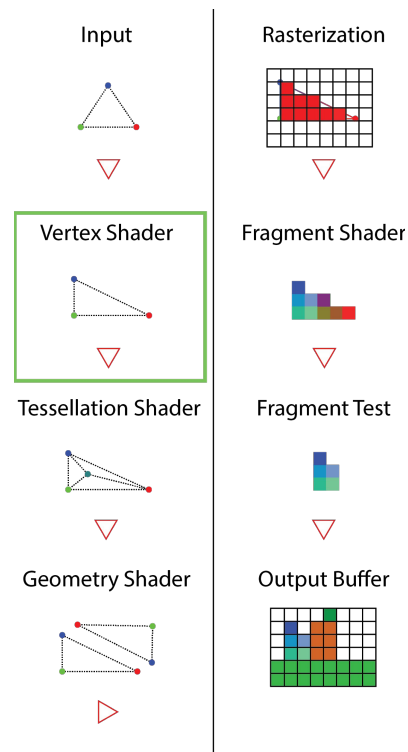 Input
Vertex Shader
Tessellation Shader
Geometry Shader
Rasterization
Fragment Shader
Fragment Test
Output Buffer